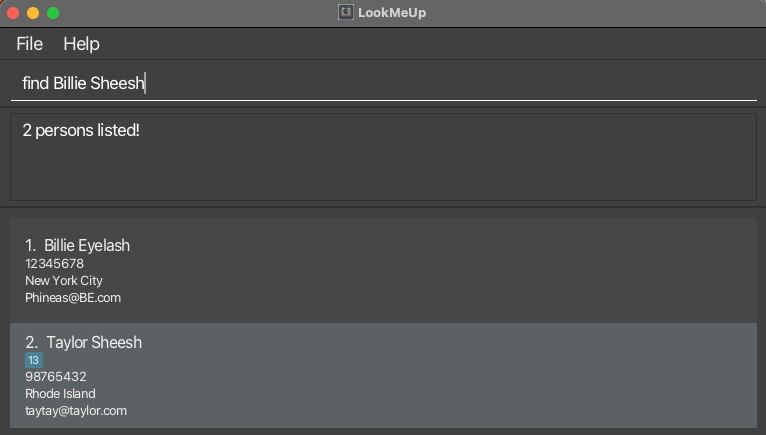 LookMeUp
File Help
find Billie Sheesh
2 persons listed!
1. Billie Eyelash
12345678
New York City
Phineas@BE.com
2. Taylor Sheesh
13
98765432
Rhode Island
taytay@taylor.com